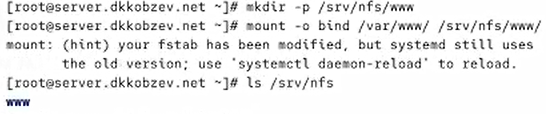 [root@server.dkkobzev.net ~]# mkdir -p /srv/nfs/www
[root@server.dkkobzev.net ~]# mount -o bind /var/www/ /srv/nfs/www/
mount: (hint) your fstab has been modified, but systemd still uses
       the old version; use 'systemctl daemon-reload' to reload.
[root@server.dkkobzev.net ~]# ls /srv/nfs
www